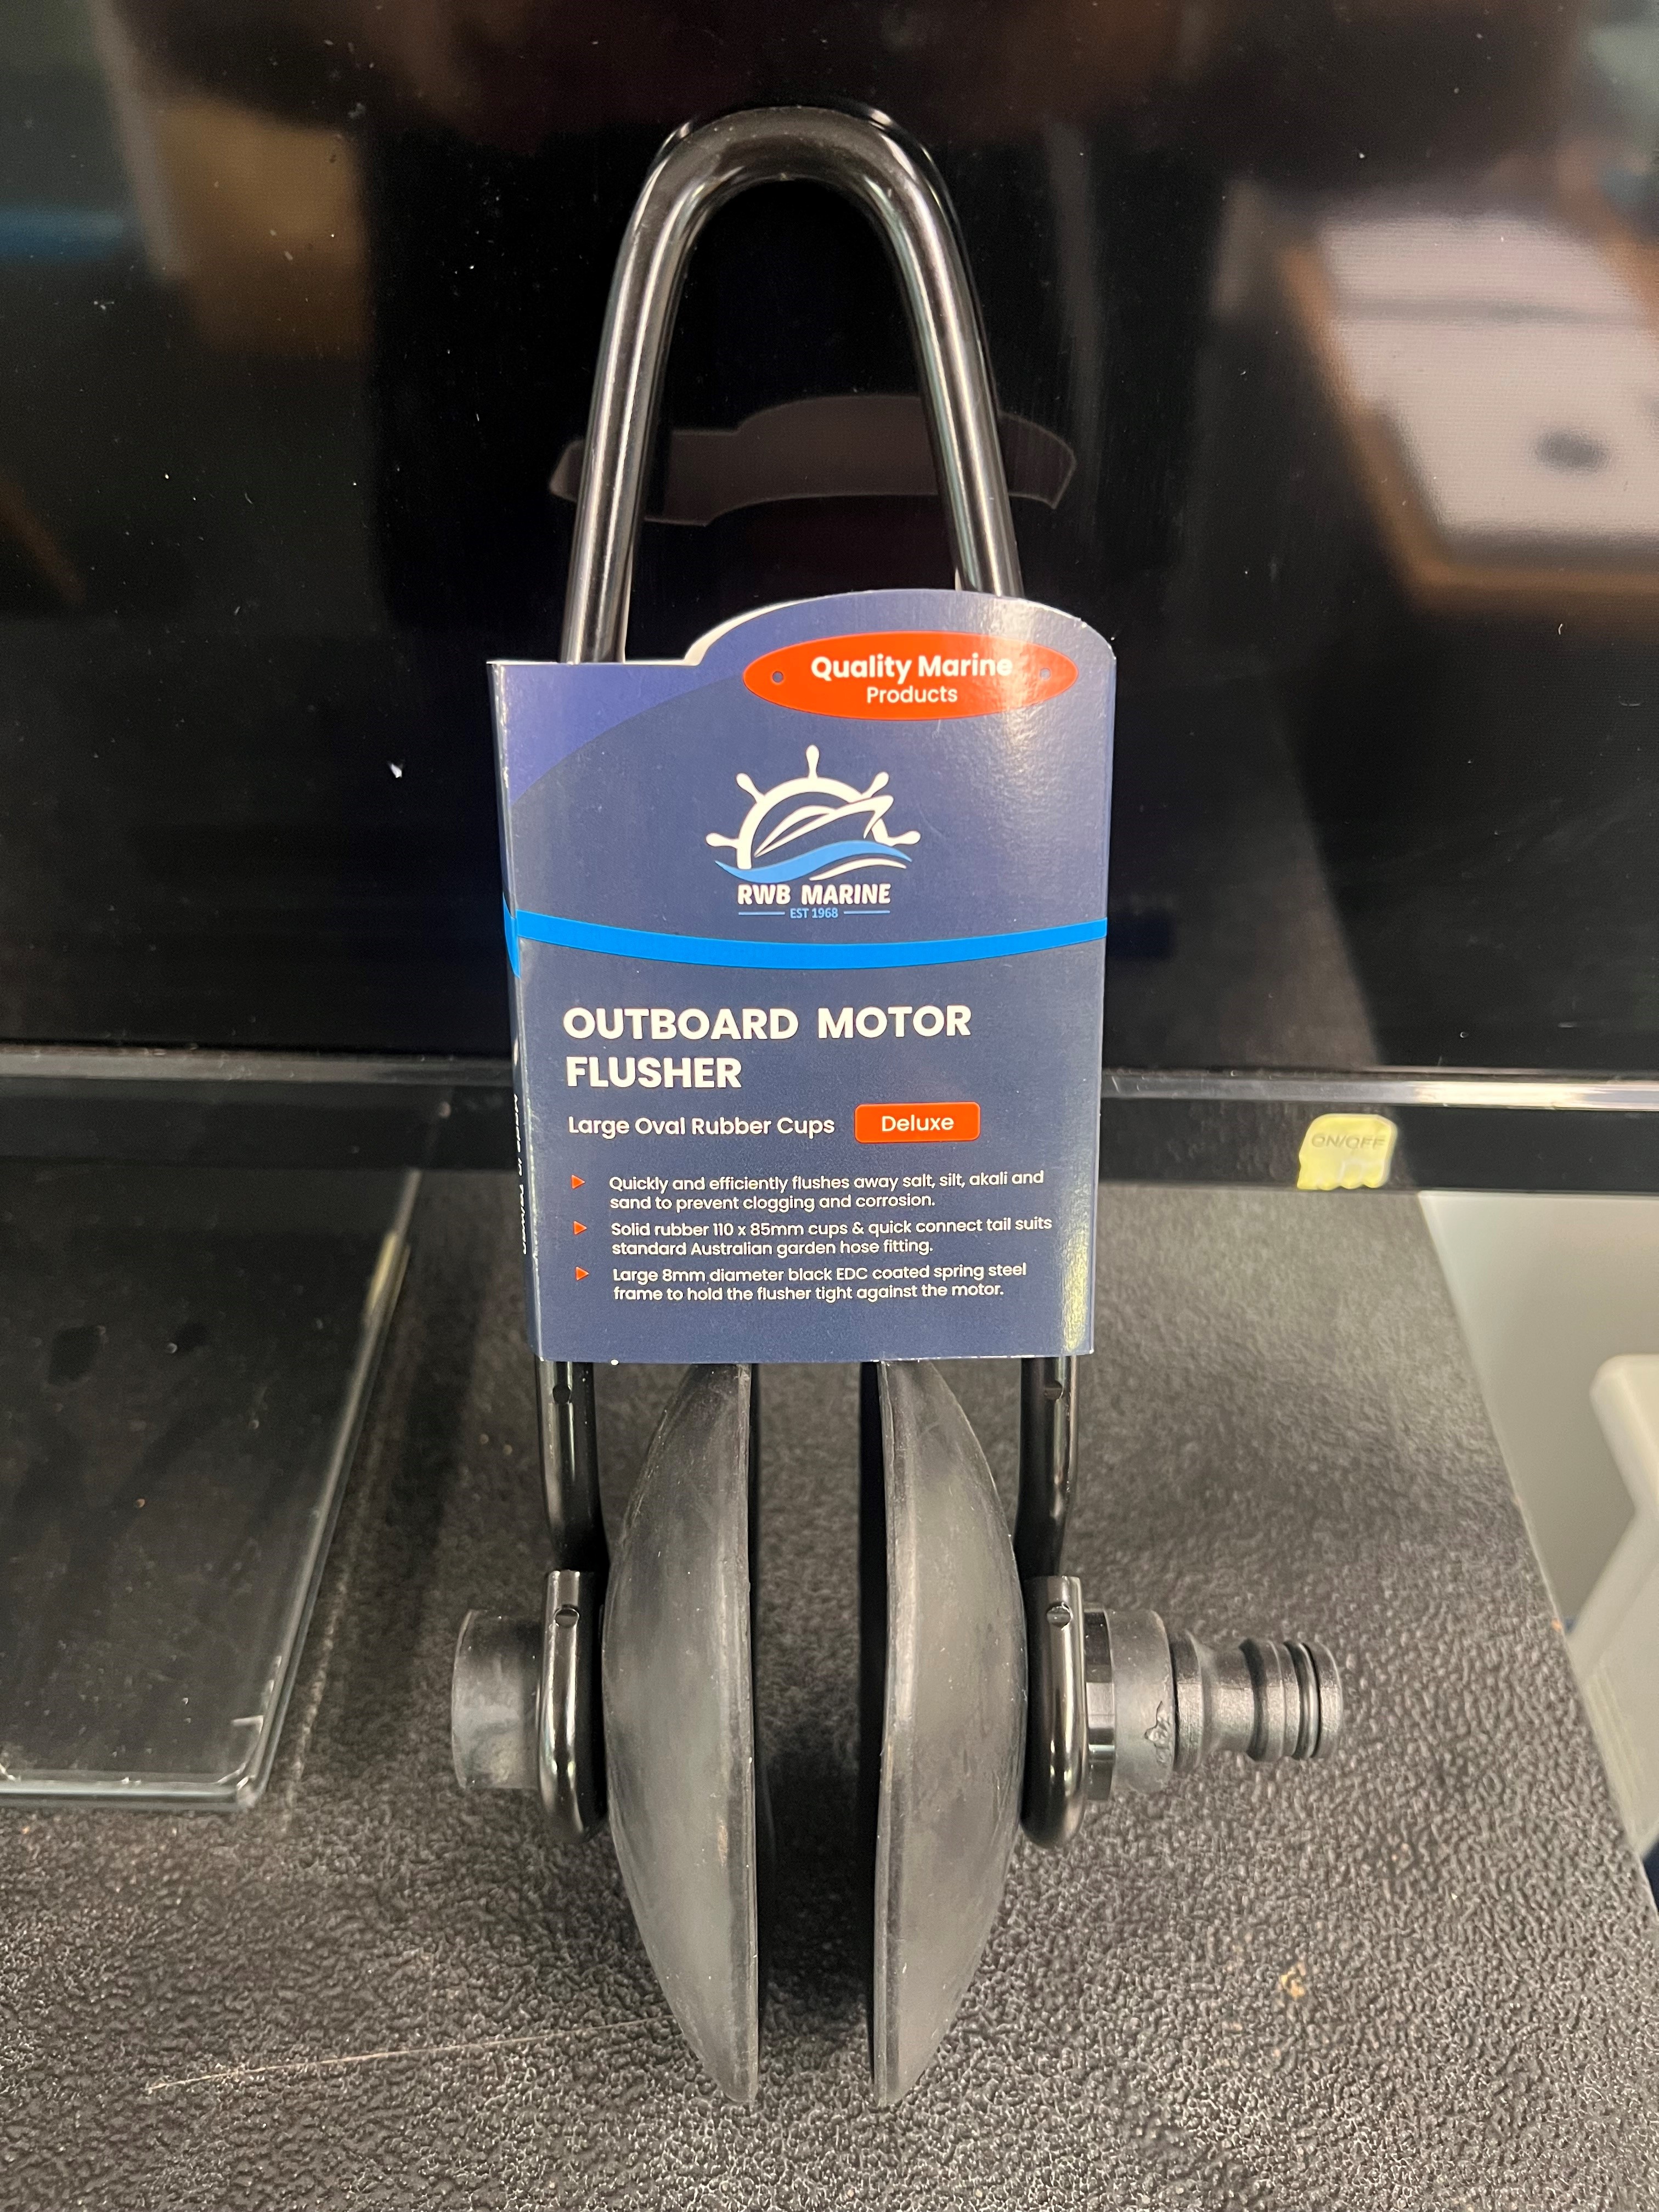 Quality Marine
Products
RWB MARINE
EST 1968
OUTBOARD MOTOR
FLUSHER
Large Oval Rubber Cups
Deluxe
Quickly and efficiently flushes away salt, silt, akali and
sand to prevent clogging and corrosion.
Solid rubber 110 x 85mm cups & quick connect tail suits
standard Australian garden hose fitting.
Large 8mm diameter black EDC coated spring steel
frame to hold the flusher tight against the motor.
Made in Taiwan
ON/OFF